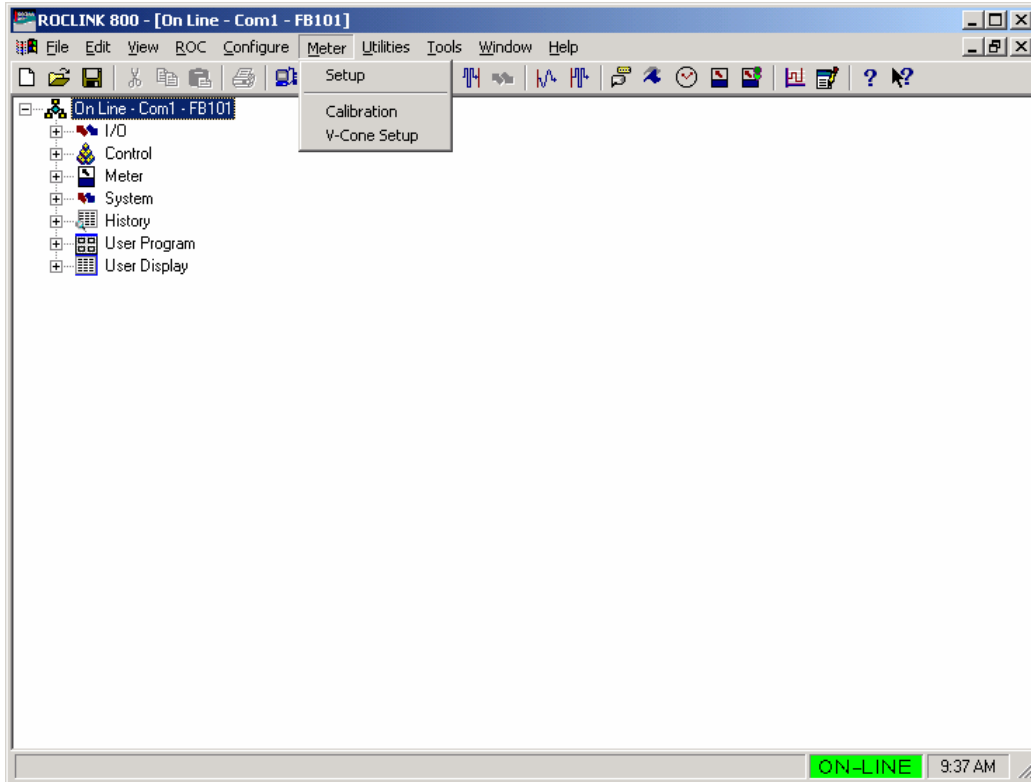 ROCLINK 800 - [On Line - Com1 - FB101]
File Edit View ROC Configure Meter Utilities Tools Window Help
Setup
Calibration
V-Cone Setup
On Line - Com1 - FB101
I/O
Control
Meter
System
History
User Program
User Display
ON-LINE 9:37 AM